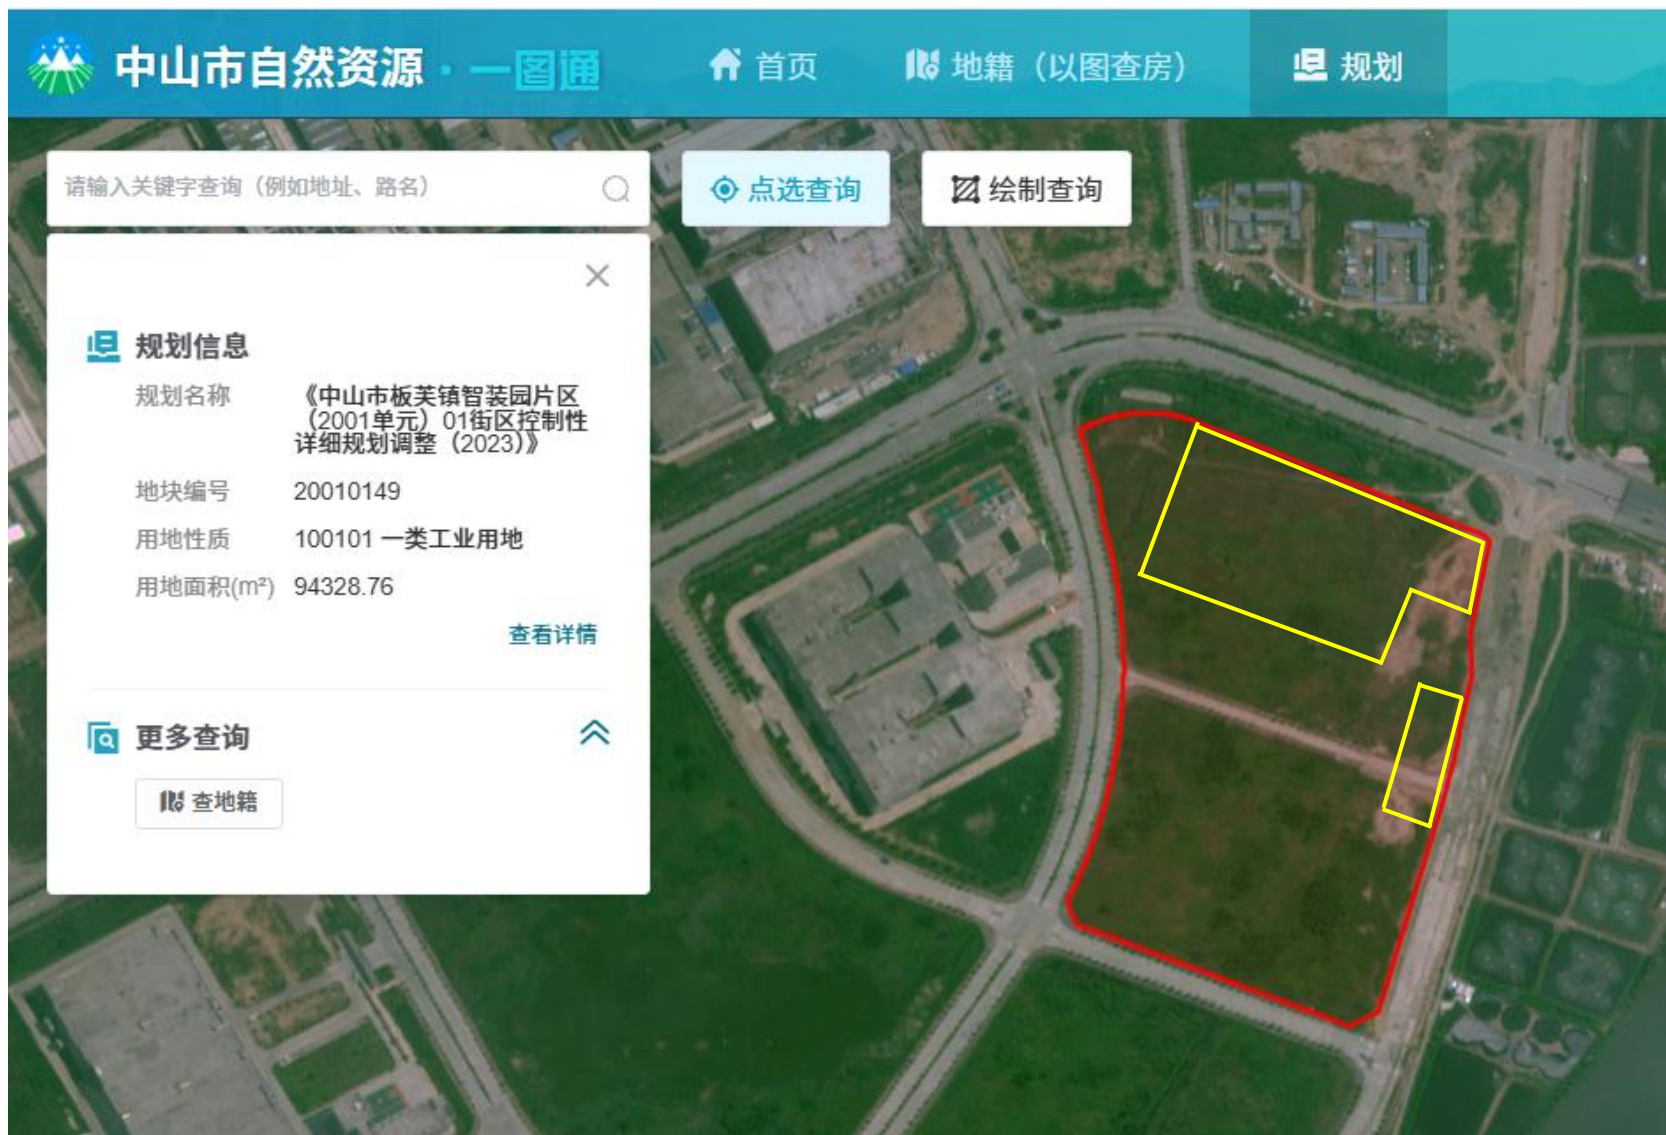 中山市自然资源·一图通
首页
地籍（以图查房）
规划
请输入关键字查询（例如地址、路名）
点选查询
绘制查询
规划信息
规划名称
《中山市板芙镇智装园片区
（2001单元）01街区控制性
详细规划调整（2023）》
地块编号 20010149
用地性质 100101 一类工业用地
用地面积(m²) 94328.76
查看详情
更多查询
查地籍